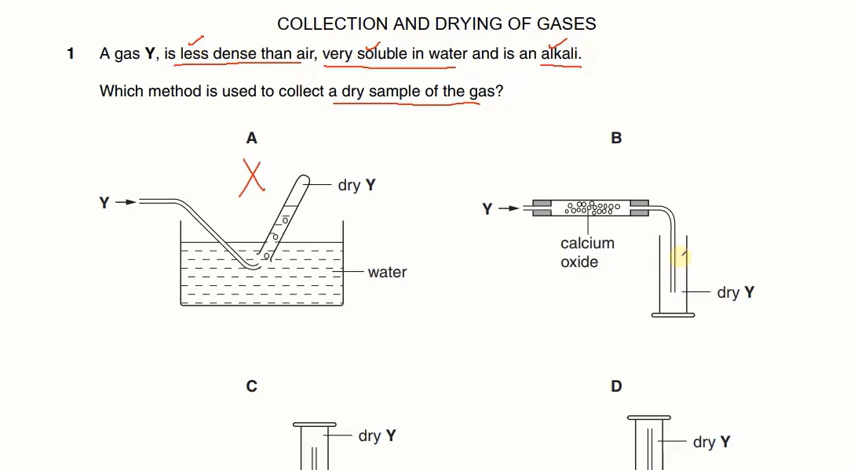 COLLECTION AND DRYING OF GASES
1 A gas Y, is less dense than air, very soluble in water and is an alkali.
Which method is used to collect a dry sample of the gas?
A
B
Y
dry Y
water
Y
calcium
oxide
dry Y
C
D
dry Y
dry Y